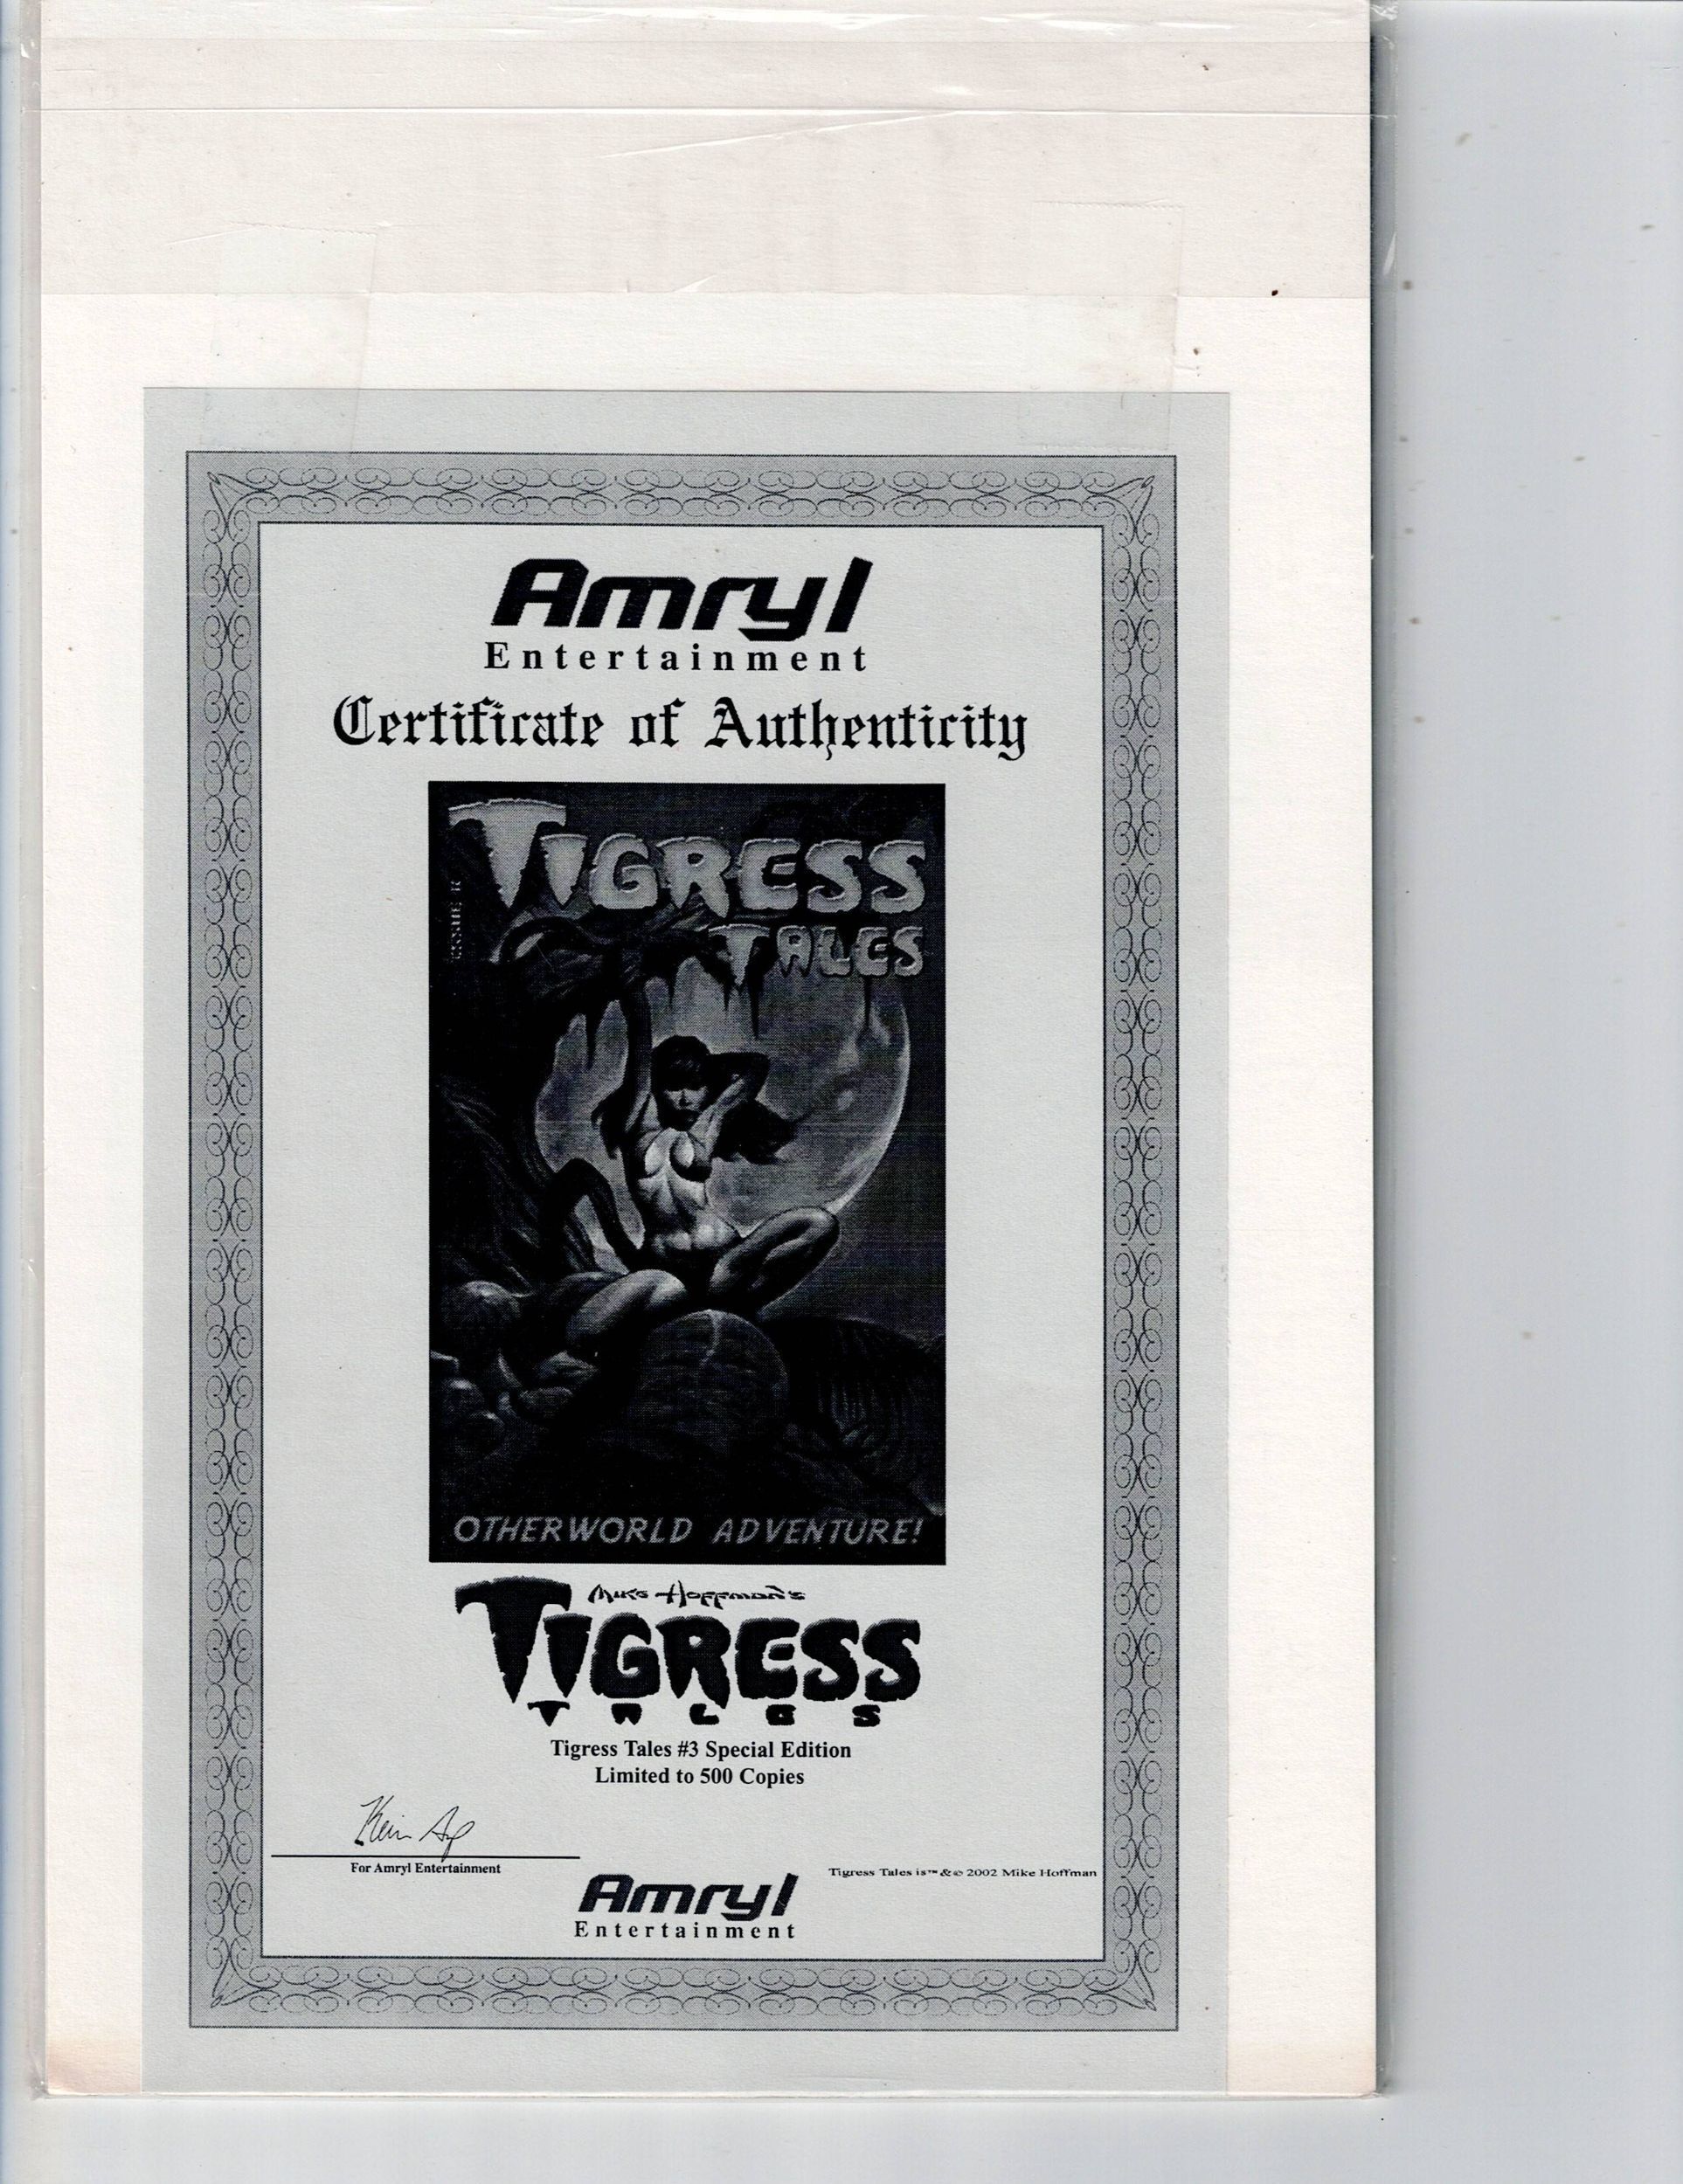 Amryl
Entertainment
Certificate of Authenticity
TIGRESS
TALES
OTHERWORLD ADVENTURE!
Mike Hoffman's
TIGRESS
TALES
Tigress Tales #3 Special Edition
Limited to 500 Copies
For Amryl Entertainment
Tigress Tales is™ &© 2002 Mike Hoffman
Amryl
Entertainment